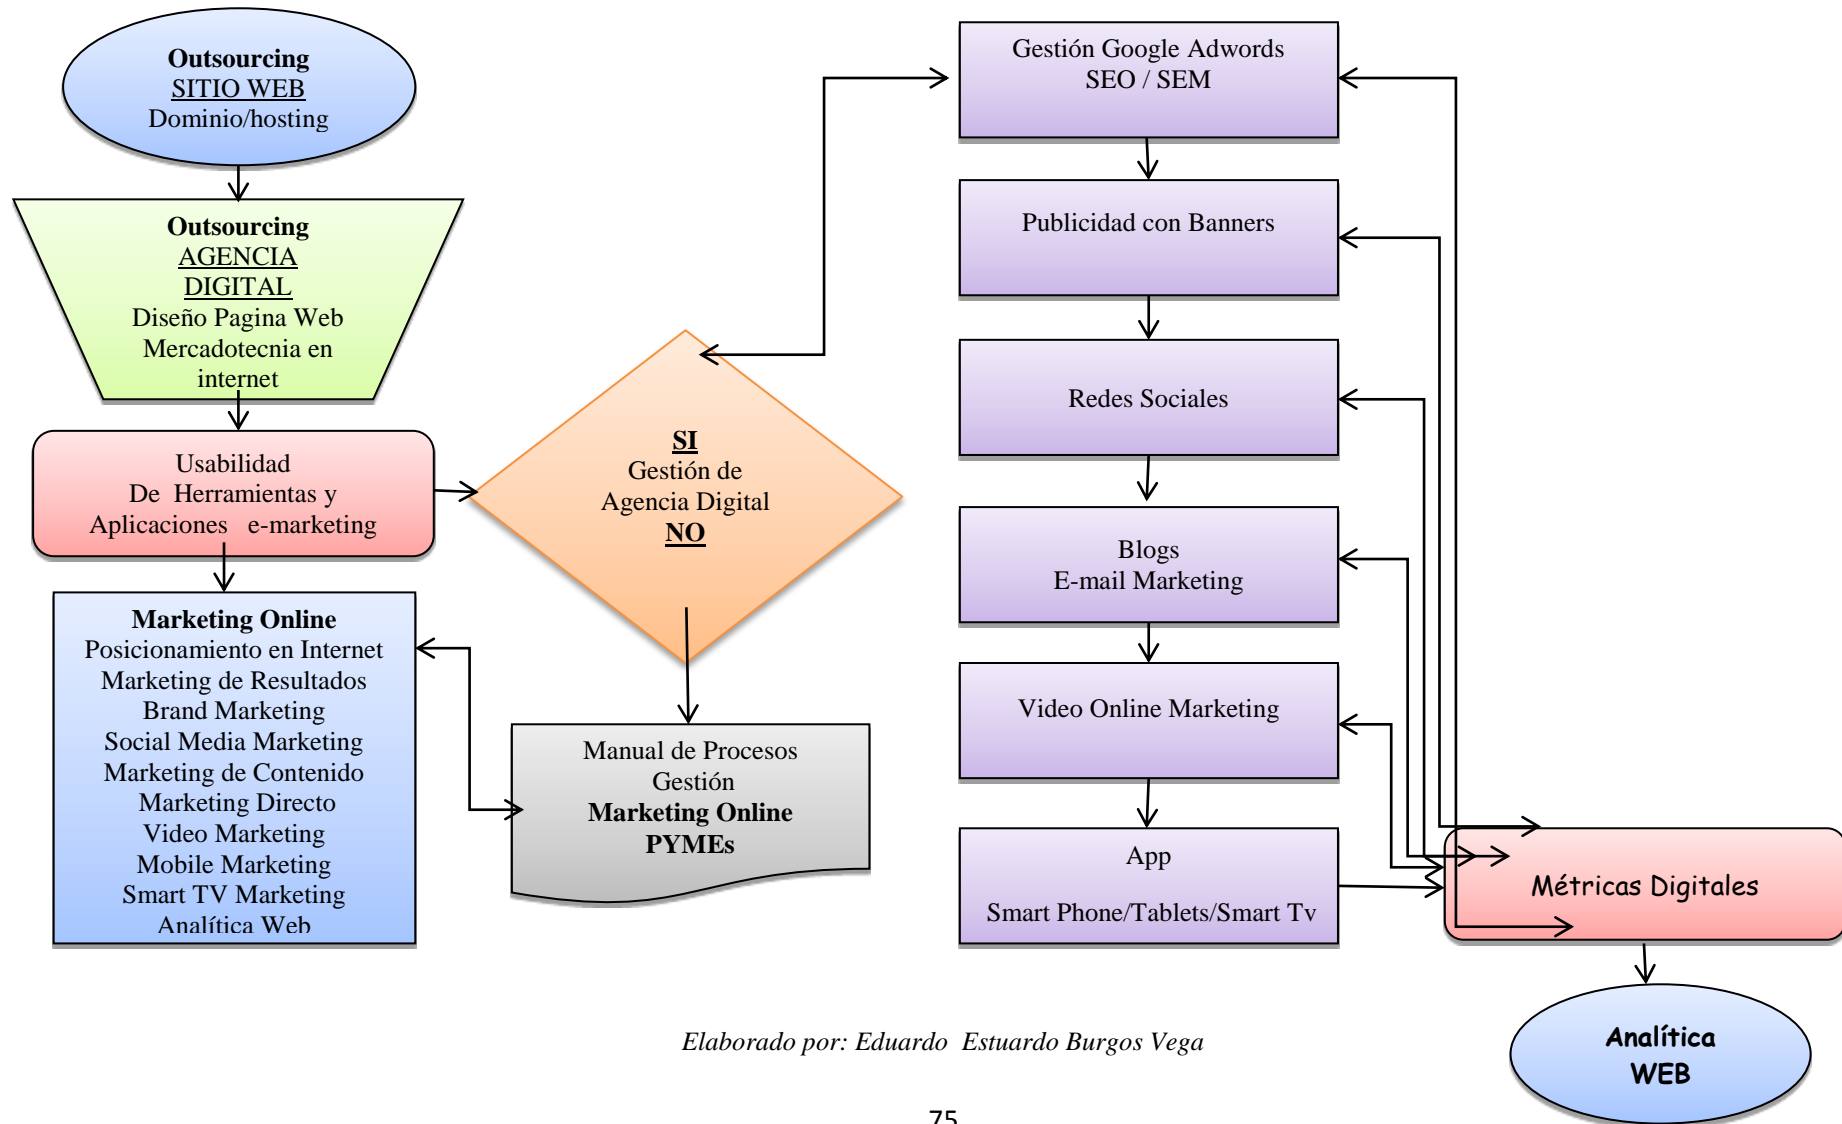 Outsourcing
SITIO WEB
Dominio/hosting
Outsourcing
AGENCIA
DIGITAL
Diseño Pagina Web
Mercadotecnia en
internet
Usabilidad
De Herramientas y
Aplicaciones e-marketing
Marketing Online
Posicionamiento en Internet
Marketing de Resultados
Brand Marketing
Social Media Marketing
Marketing de Contenido
Marketing Directo
Video Marketing
Mobile Marketing
Smart TV Marketing
Analítica Web
SI
Gestión de
Agencia Digital
NO
Manual de Procesos
Gestión
Marketing Online
PYMEs
Gestión Google Adwords
SEO / SEM
Publicidad con Banners
Redes Sociales
Blogs
E-mail Marketing
Video Online Marketing
App
Smart Phone/Tablets/Smart Tv
Métricas Digitales
Analítica
WEB
Elaborado por: Eduardo Estuardo Burgos Vega
75